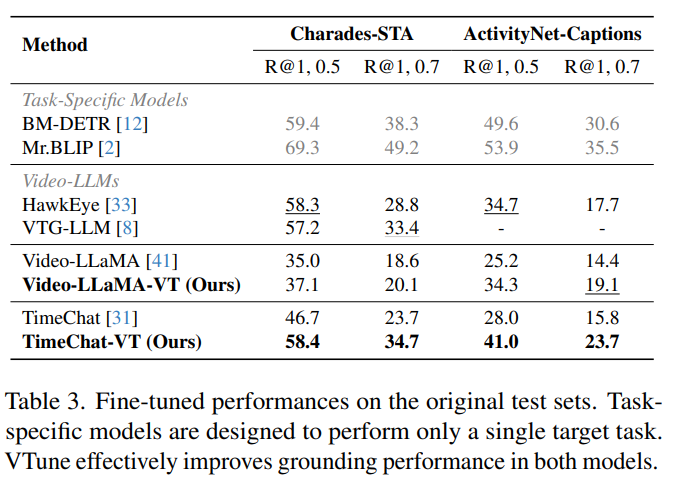 Method Charades-STA ActivityNet-Captions
R@1, 0.5 R@1, 0.7 R@1, 0.5 R@1, 0.7
Task-Specific Models
BM-DETR [12] 59.4 38.3 49.6 30.6
Mr.BLIP [2] 69.3 49.2 53.9 35.5
Video-LLMs
HawkEye [33] 58.3 28.8 34.7 17.7
VTG-LLM [8] 57.2 33.4 - -
Video-LLaMA [41] 35.0 18.6 25.2 14.4
Video-LLaMA-VT (Ours) 37.1 20.1 34.3 19.1
TimeChat [31] 46.7 23.7 28.0 15.8
TimeChat-VT (Ours) 58.4 34.7 41.0 23.7
Table 3. Fine-tuned performances on the original test sets. Task-
specific models are designed to perform only a single target task.
VTune effectively improves grounding performance in both models.